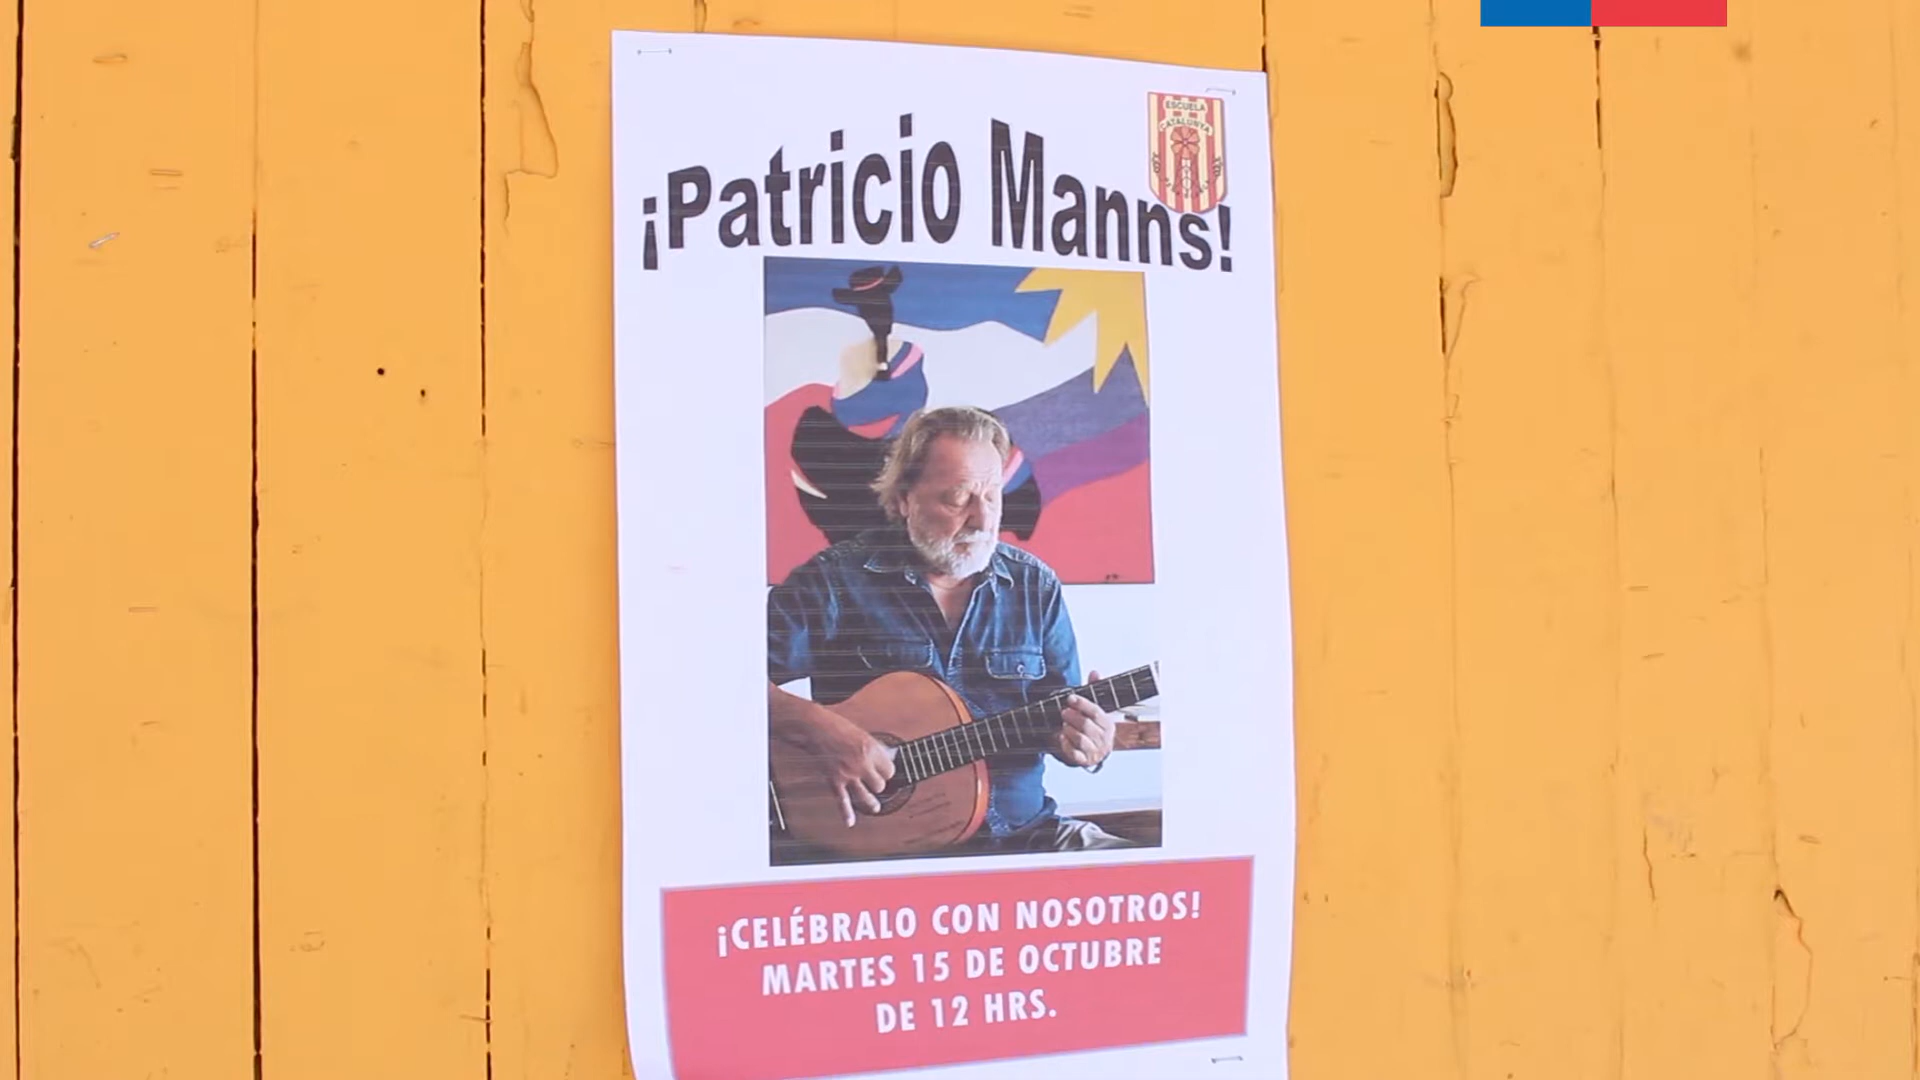 ESCUELA
CATALUNYA
¡Patricio Manns!
¡CELÉBRALO CON NOSOTROS!
MARTES 15 DE OCTUBRE
DE 12 HRS.